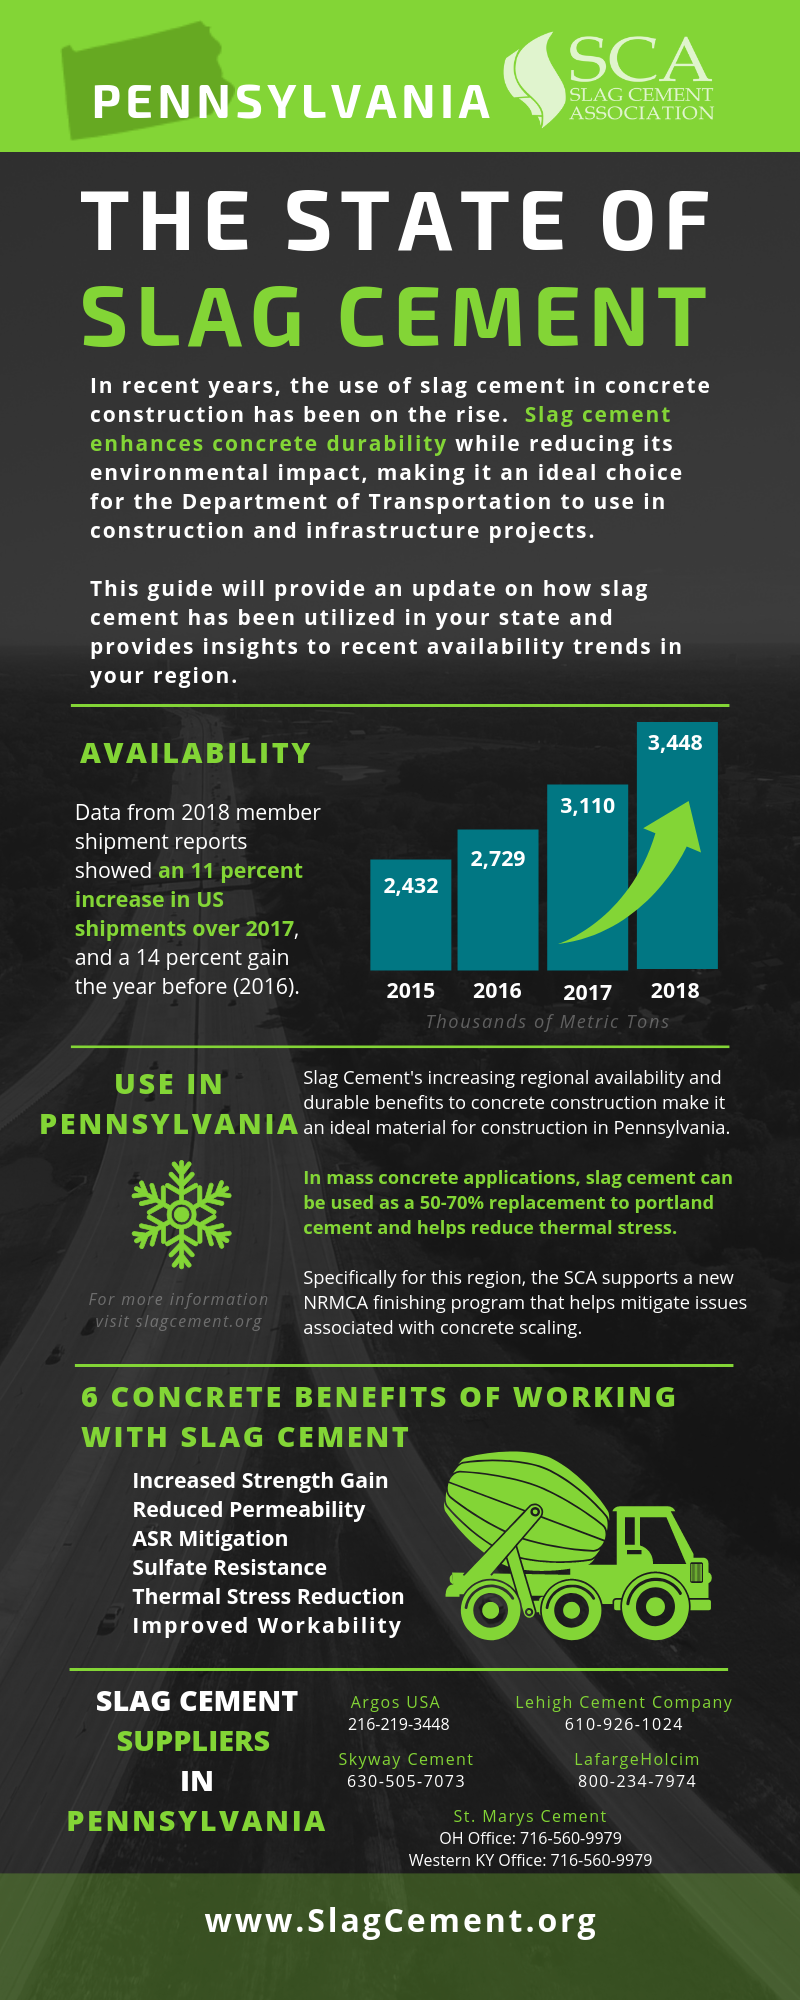 PENNSYLVANIA
SCA
SLAG CEMENT
ASSOCIATION
THE STATE OF
SLAG CEMENT
In recent years, the use of slag cement in concrete
construction has been on the rise. Slag cement
enhances concrete durability while reducing its
environmental impact, making it an ideal choice
for the Department of Transportation to use in
construction and infrastructure projects.
This guide will provide an update on how slag
cement has been utilized in your state and
provides insights to recent availability trends in
your region.
AVAILABILITY
Data from 2018 member
shipment reports
showed an 11 percent
increase in US
shipments over 2017,
and a 14 percent gain
the year before (2016).
2,432
2,729
3,110
3,448
2015
2016
2017
2018
Thousands of Metric Tons
USE IN
PENNSYLVANIA
For more information
visit slagcement.org
Slag Cement's increasing regional availability and
durable benefits to concrete construction make it
an ideal material for construction in Pennsylvania.
In mass concrete applications, slag cement can
be used as a 50-70% replacement to portland
cement and helps reduce thermal stress.
Specifically for this region, the SCA supports a new
NRMCA finishing program that helps mitigate issues
associated with concrete scaling.
6 CONCRETE BENEFITS OF WORKING
WITH SLAG CEMENT
Increased Strength Gain
Reduced Permeability
ASR Mitigation
Sulfate Resistance
Thermal Stress Reduction
Improved Workability
SLAG CEMENT
SUPPLIERS
IN
PENNSYLVANIA
Argos USA
216-219-3448
Lehigh Cement Company
610-926-1024
Skyway Cement
630-505-7073
LafargeHolcim
800-234-7974
St. Marys Cement
OH Office: 716-560-9979
Western KY Office: 716-560-9979
www.SlagCement.org